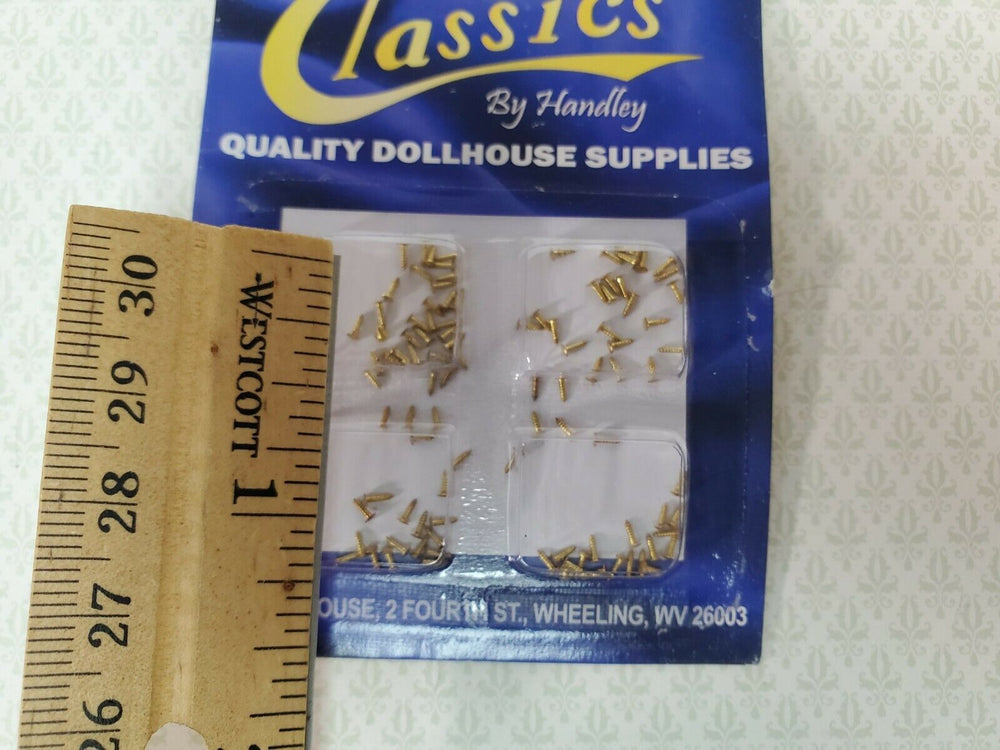 Classics
By Handley
QUALITY DOLLHOUSE SUPPLIES
WESTCOTT
1
30
29
28
27
26
OUSE, 2 FOURTH ST., WHEELING, WV 26003